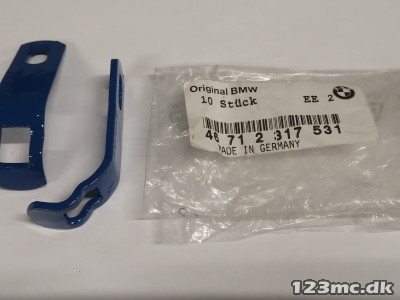 Original BMW
10 Stück EE 2
46 71 2 317 531
MADE IN GERMANY
123mc.dk